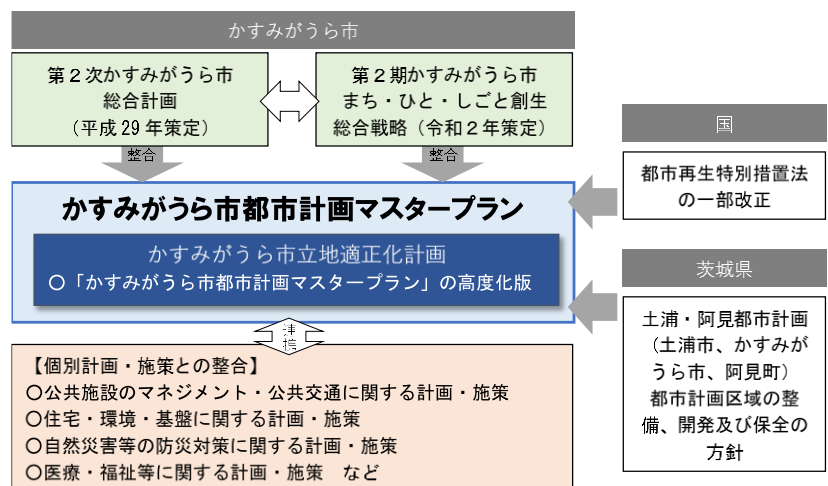 かすみがうら市
第２次かすみがうら市
総合計画
（平成29年策定）
第２期かすみがうら市
まち・ひと・しごと創生
総合戦略（令和２年策定）
整合
整合
かすみがうら市都市計画マスタープラン
かすみがうら市立地適正化計画
〇「かすみがうら市都市計画マスタープラン」の高度化版
連携
【個別計画・施策との整合】
〇公共施設のマネジメント・公共交通に関する計画・施策
〇住宅・環境・基盤に関する計画・施策
〇自然災害等の防災対策に関する計画・施策
〇医療・福祉等に関する計画・施策　など
国
都市再生特別措置法
の一部改正
茨城県
土浦・阿見都市計画
（土浦市、かすみが
うら市、阿見町）
都市計画区域の整
備、開発及び保全の
方針